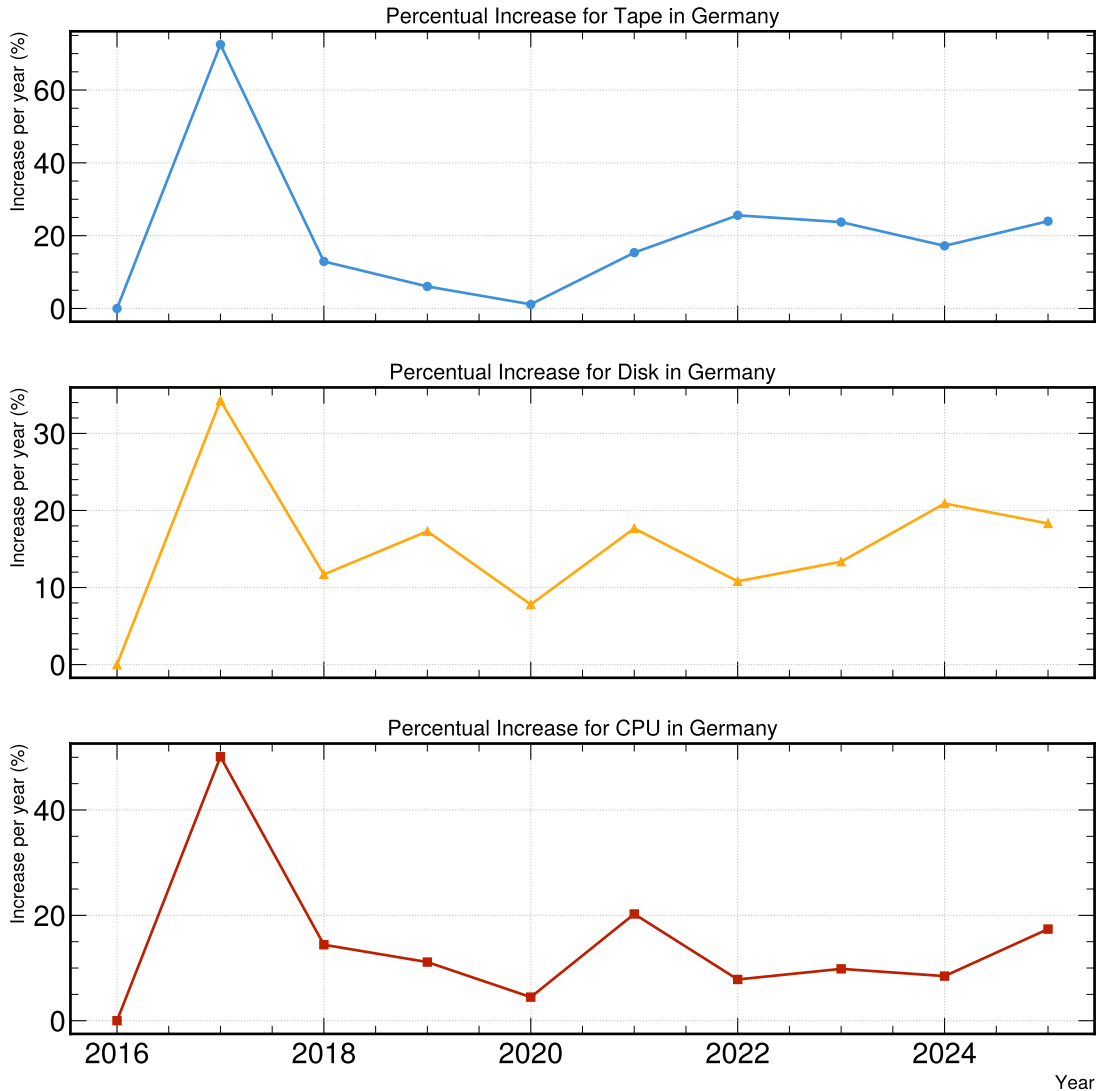 Percentual Increase for Tape in Germany
Increase per year (%)
60
40
20
0
Percentual Increase for Disk in Germany
Increase per year (%)
30
20
10
0
Percentual Increase for CPU in Germany
Increase per year (%)
40
20
0
2016 2018 2020 2022 2024
Year